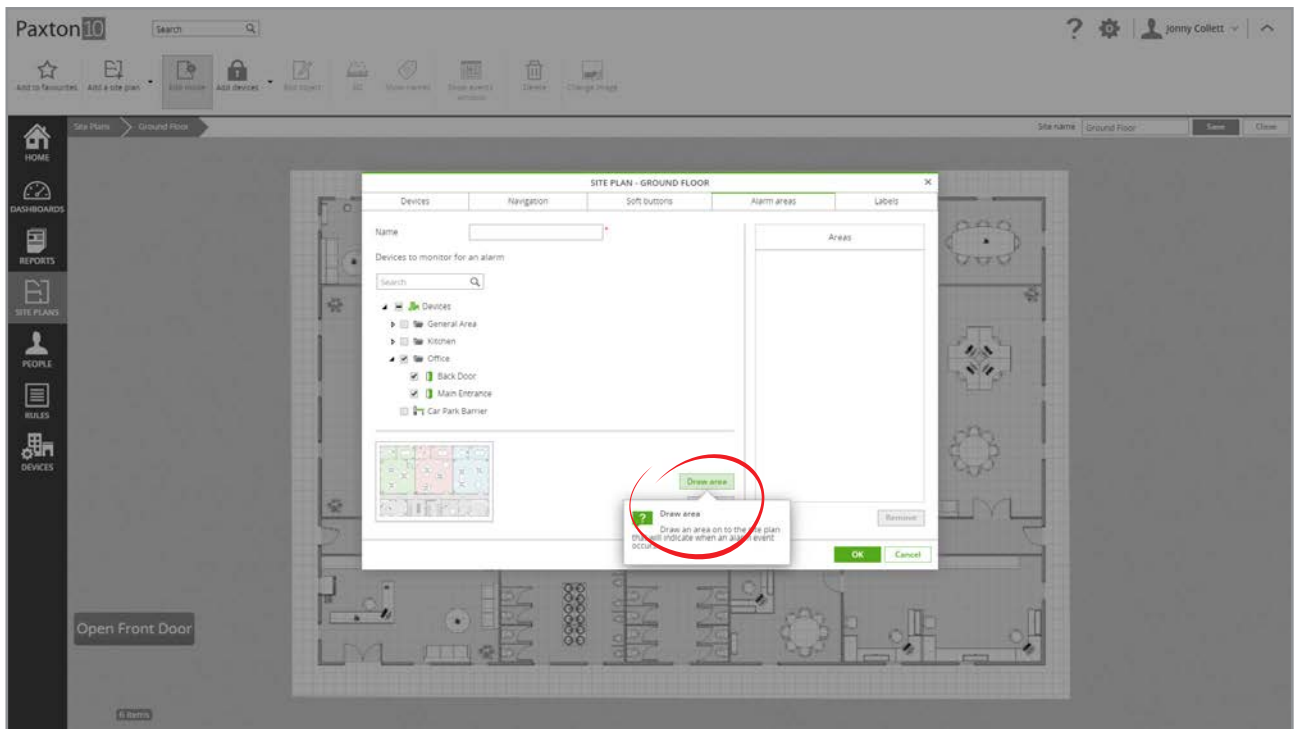 Paxton10
Search
? Jonny Collett
Add to favourites
Add a site plan
Add mode
Add devices
Edit object
Show names
Show events window
Delete
Change image
Site Plans
Ground Floor
Site name
Ground Floor
Save
Close
HOME
DASHBOARDS
REPORTS
SITE PLANS
PEOPLE
RULES
DEVICES
SITE PLAN - GROUND FLOOR
Devices
Navigation
Soft buttons
Alarm areas
Labels
Name
*
Areas
Devices to monitor for an alarm
Search
Devices
General Area
Kitchen
Office
Back Door
Main Entrance
Car Park Barrier
Draw area
? Draw area
Draw an area on to the site plan
that will indicate when an alarm event
occurs
Remove
OK
Cancel
Open Front Door
6 Items